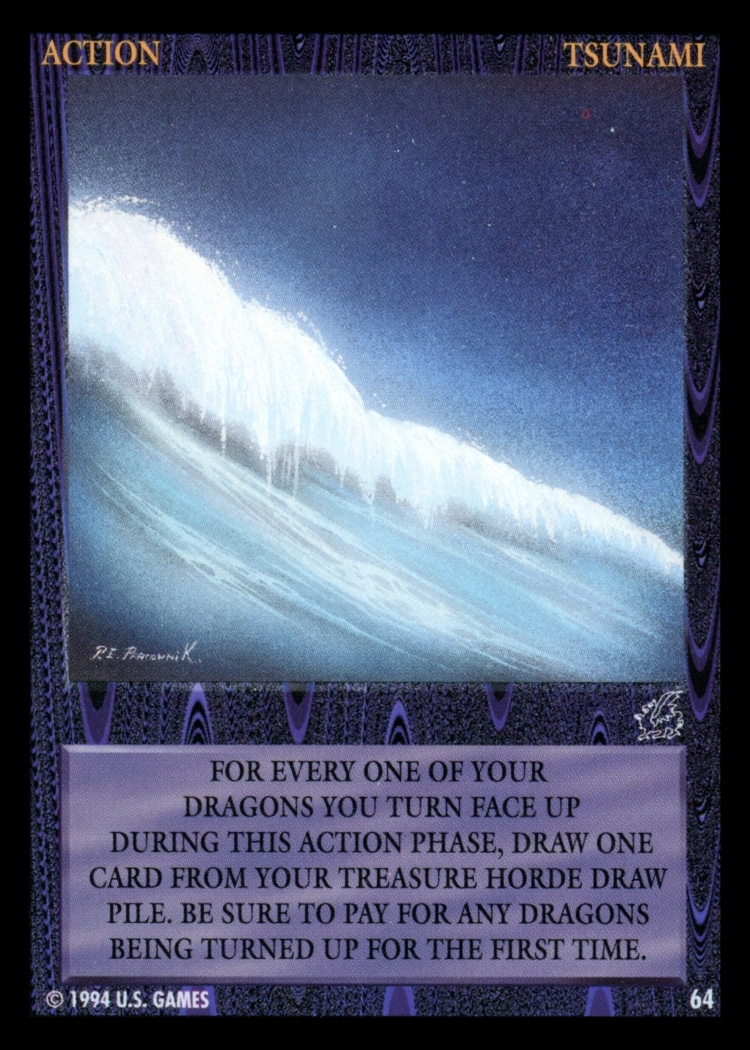 ACTION
TSUNAMI
P.E. PRACOWNIK.
FOR EVERY ONE OF YOUR
DRAGONS YOU TURN FACE UP
DURING THIS ACTION PHASE, DRAW ONE
CARD FROM YOUR TREASURE HORDE DRAW
PILE. BE SURE TO PAY FOR ANY DRAGONS
BEING TURNED UP FOR THE FIRST TIME.
© 1994 U.S. GAMES
64